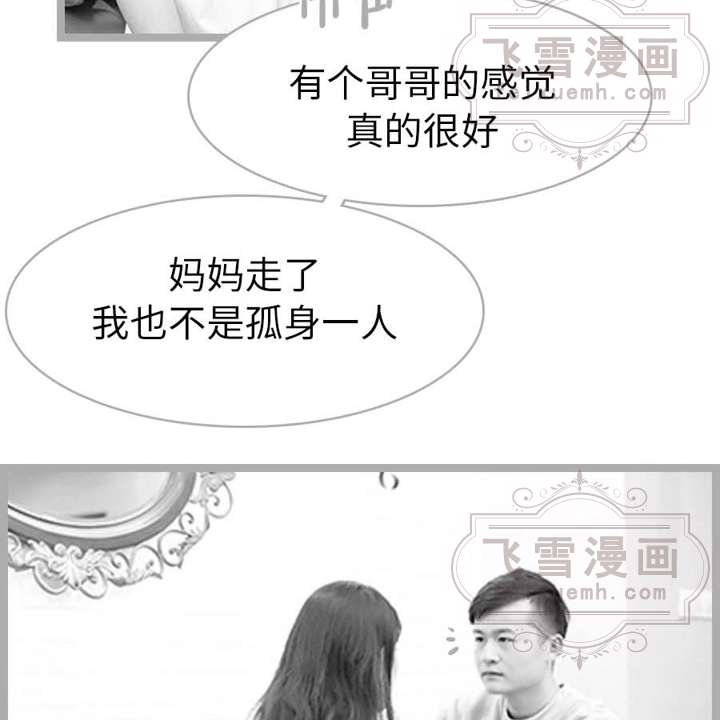 飞雪漫画
有个哥哥的感觉
真的很好
妈妈走了
我也不是孤身一人
飞雪漫画